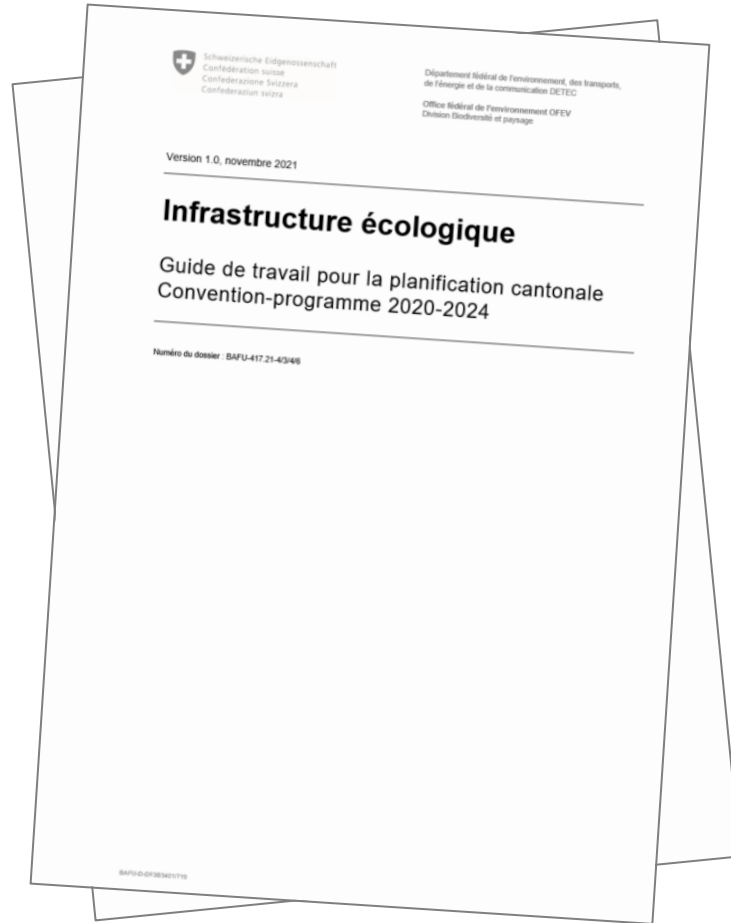 Schweizerische Eidgenossenschaft
Confédération suisse
Confederazione Svizzera
Confederaziun svizra
Département fédéral de l'environnement, des transports,
de l'énergie et de la communication DETEC
Office fédéral de l'environnement OFEV
Division Biodiversité et paysage
Version 1.0, novembre 2021
Infrastructure écologique
Guide de travail pour la planification cantonale
Convention-programme 2020-2024
Numéro du dossier : BAFU-417.21-4/3/4/6